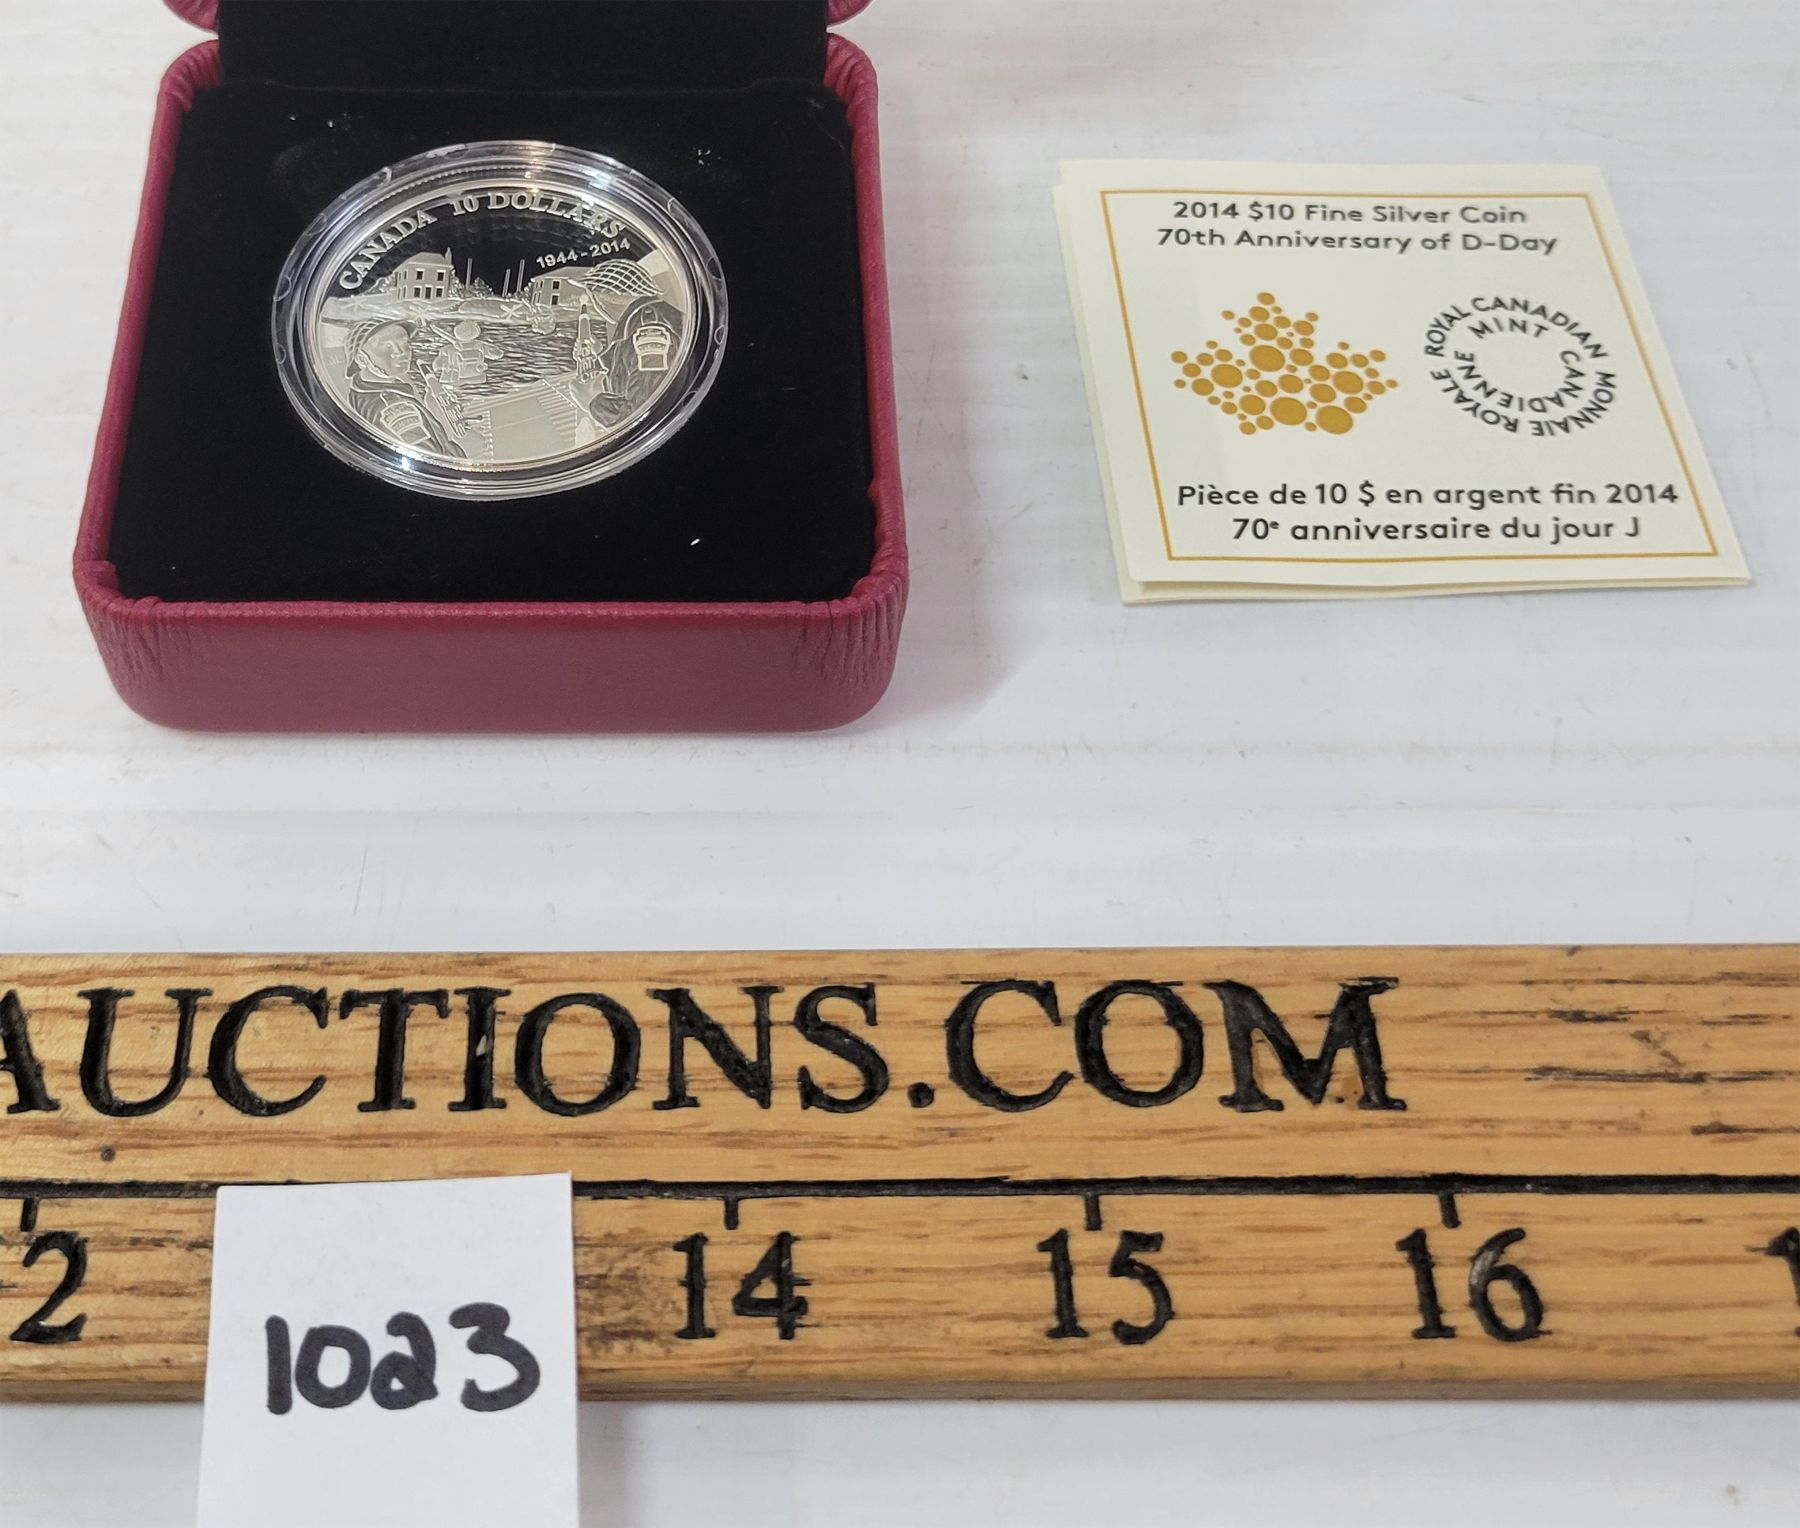 CANADA 10 DOLLARS
1944-2014
2014 $10 Fine Silver Coin
70th Anniversary of D-Day
ROYAL CANADIAN MINT
MONNAIE ROYALE CANADIENNE
Pièce de 10 $ en argent fin 2014
70e anniversaire du jour J
AUCTIONS.COM
2 14 15 16 1
1023